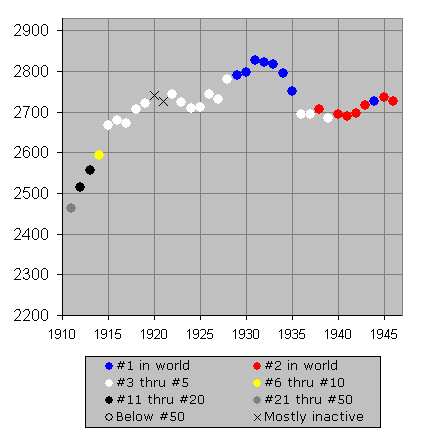 2900
2800
2700
2600
2500
2400
2300
2200
1910 1915 1920 1925 1930 1935 1940 1945
#1 in world #2 in world
#3 thru #5 #6 thru #10
#11 thru #20 #21 thru #50
Below #50 Mostly inactive